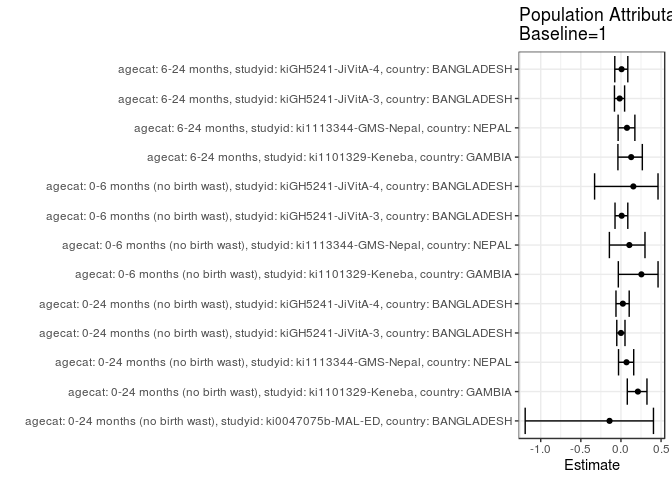 Population Attributa
Baseline=1
agecat: 6-24 months, studyid: kiGH5241-JiVitA-4, country: BANGLADESH
agecat: 6-24 months, studyid: kiGH5241-JiVitA-3, country: BANGLADESH
agecat: 6-24 months, studyid: ki1113344-GMS-Nepal, country: NEPAL
agecat: 6-24 months, studyid: ki1101329-Keneba, country: GAMBIA
agecat: 0-6 months (no birth wast), studyid: kiGH5241-JiVitA-4, country: BANGLADESH
agecat: 0-6 months (no birth wast), studyid: kiGH5241-JiVitA-3, country: BANGLADESH
agecat: 0-6 months (no birth wast), studyid: ki1113344-GMS-Nepal, country: NEPAL
agecat: 0-6 months (no birth wast), studyid: ki1101329-Keneba, country: GAMBIA
agecat: 0-24 months (no birth wast), studyid: kiGH5241-JiVitA-4, country: BANGLADESH
agecat: 0-24 months (no birth wast), studyid: kiGH5241-JiVitA-3, country: BANGLADESH
agecat: 0-24 months (no birth wast), studyid: ki1113344-GMS-Nepal, country: NEPAL
agecat: 0-24 months (no birth wast), studyid: ki1101329-Keneba, country: GAMBIA
agecat: 0-24 months (no birth wast), studyid: ki0047075b-MAL-ED, country: BANGLADESH
-1.0 -0.5 0.0 0.5
Estimate